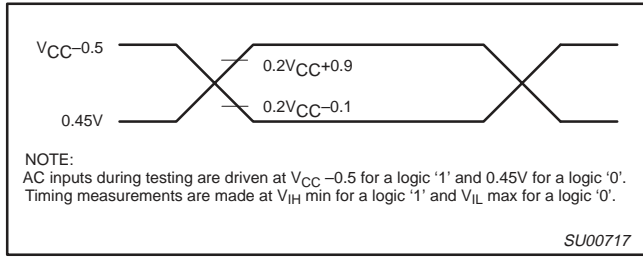 VCC–0.5
0.2VCC+0.9
0.2VCC–0.1
0.45V
NOTE:
AC inputs during testing are driven at VCC –0.5 for a logic ‘1’ and 0.45V for a logic ‘0’.
Timing measurements are made at VIH min for a logic ‘1’ and VIL max for a logic ‘0’.
SU00717